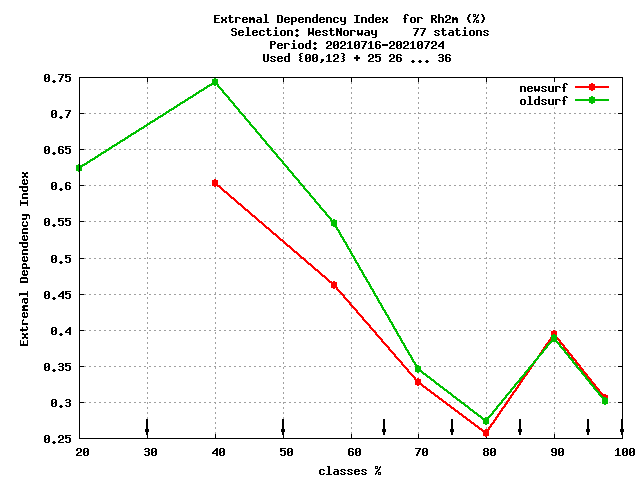 Extremal Dependency Index  for Rh2m (%)
Selection: WestNorway     77 stations
Period: 20210716-20210724
Used {00,12} + 25 26 ... 36
newsurf
oldsurf
Extremal Dependency Index
0.75
0.7
0.65
0.6
0.55
0.5
0.45
0.4
0.35
0.3
0.25
20 30 40 50 60 70 80 90 100
classes %